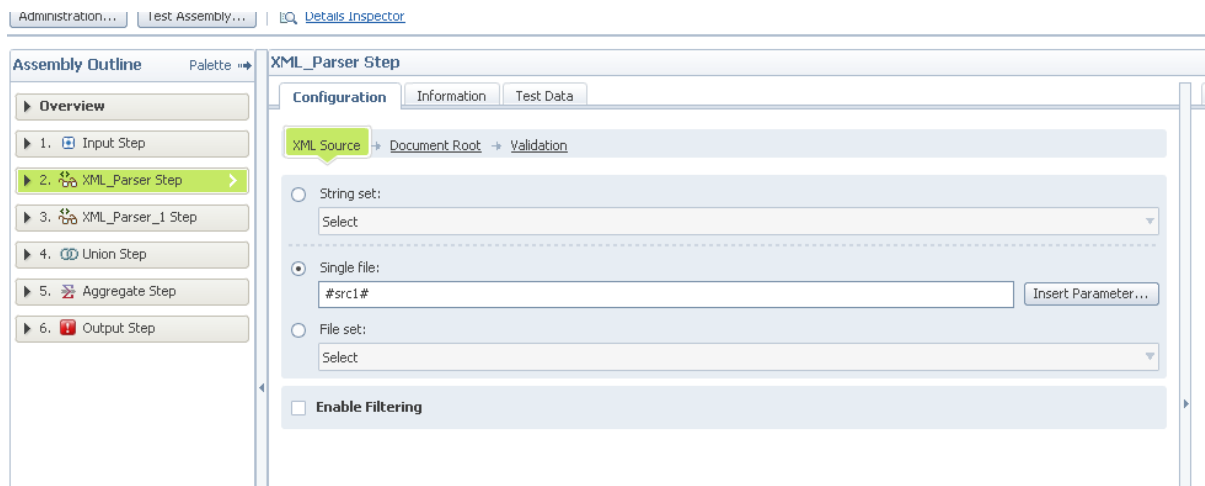 Administration... Test Assembly... Details Inspector
Assembly Outline Palette
Overview
1. Input Step
2. XML_Parser Step
3. XML_Parser_1 Step
4. Union Step
5. Aggregate Step
6. Output Step
XML_Parser Step
Configuration Information Test Data
XML Source Document Root Validation
String set:
Select
Single file:
#src1# Insert Parameter...
File set:
Select
Enable Filtering